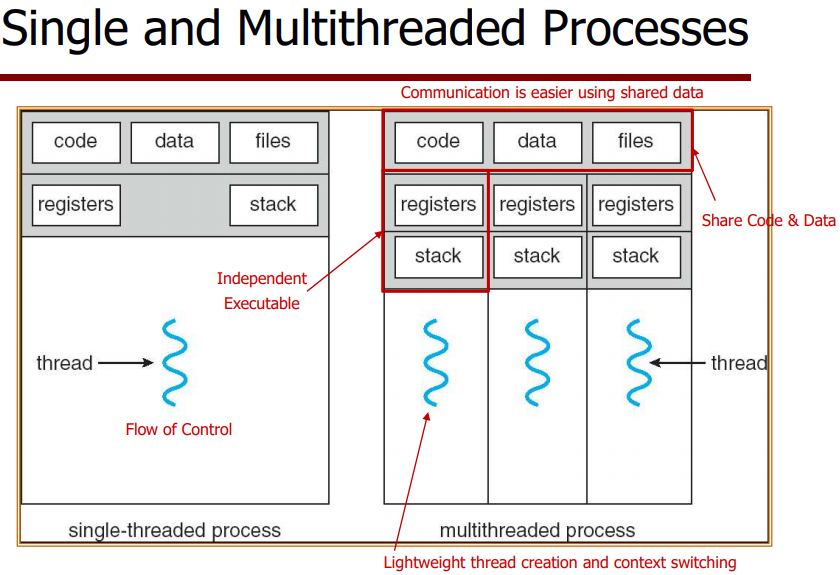 Single and Multithreaded Processes
Communication is easier using shared data
code data files
registers stack
thread
Flow of Control
single-threaded process
code data files
registers registers registers
stack stack stack
Share Code & Data
Independent
Executable
thread
multithreaded process
Lightweight thread creation and context switching